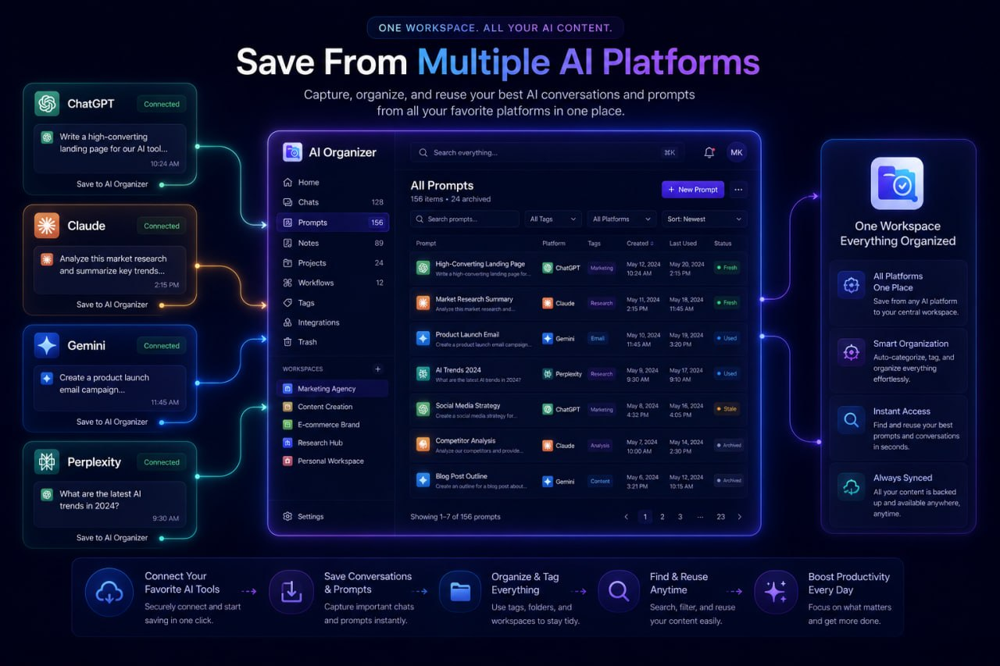 ONE WORKSPACE. ALL YOUR AI CONTENT.
Save From Multiple AI Platforms
Capture, organize, and reuse your best AI conversations and prompts
from all your favorite platforms in one place.
ChatGPT
Connected
Write a high-converting
landing page for our AI tool...
10:24 AM
Save to AI Organizer
Claude
Connected
Analyze this market research
and summarize key trends...
2:15 PM
Save to AI Organizer
Gemini
Connected
Create a product launch
email campaign...
11:45 AM
Save to AI Organizer
Perplexity
Connected
What are the latest AI
trends in 2024?
9:30 AM
Save to AI Organizer
AI Organizer
Home
Chats 128
Prompts 156
Notes 89
Projects 24
Workflows 12
Tags
Integrations
Trash
WORKSPACES +
Marketing Agency
Content Creation
E-commerce Brand
Research Hub
Personal Workspace
Settings
Search everything... ⌘K
MK
All Prompts
156 items • 24 archived
+ New Prompt ...
Search prompts... All Tags All Platforms Sort: Newest
Prompt Platform Tags Created Last Used Status
High-Converting Landing Page
Write a high-converting landing page for...
ChatGPT Marketing
May 12, 2024
10:24 AM
May 20, 2024
2:15 PM
Fresh
Market Research Summary
Analyze this market research and...
Claude Research
May 11, 2024
2:15 PM
May 18, 2024
11:45 AM
Fresh
Product Launch Email
Create a product launch email campaign...
Gemini Email
May 10, 2024
11:45 AM
May 19, 2024
3:20 PM
Used
AI Trends 2024
What are the latest AI trends in 2024?
Perplexity Research
May 9, 2024
9:30 AM
May 17, 2024
9:10 AM
Used
Social Media Strategy
Create a social media strategy for...
ChatGPT Marketing
May 8, 2024
4:32 PM
May 16, 2024
4:05 PM
Stale
Competitor Analysis
Analyze our competitors and provide...
Claude Analysis
May 7, 2024
10:00 AM
May 14, 2024
2:30 PM
Archived
Blog Post Outline
Create an outline for a blog post about...
Gemini Content
May 6, 2024
3:21 PM
May 12, 2024
10:15 AM
Archived
Showing 1–7 of 156 prompts
< 1 2 3 ... 23 >
One Workspace
Everything Organized
All Platforms
One Place
Save from any AI platform
to your central workspace.
Smart Organization
Auto-categorize, tag, and
organize everything
effortlessly.
Instant Access
Find and reuse your best
prompts and conversations
in seconds.
Always Synced
All your content is backed
up and available anywhere,
anytime.
Connect Your
Favorite AI Tools
Securely connect and start
saving in one click.
Save Conversations
& Prompts
Capture important chats
and prompts instantly.
Organize & Tag
Everything
Use tags, folders, and
workspaces to stay tidy.
Find & Reuse
Anytime
Search, filter, and reuse
your content easily.
Boost Productivity
Every Day
Focus on what matters
and get more done.